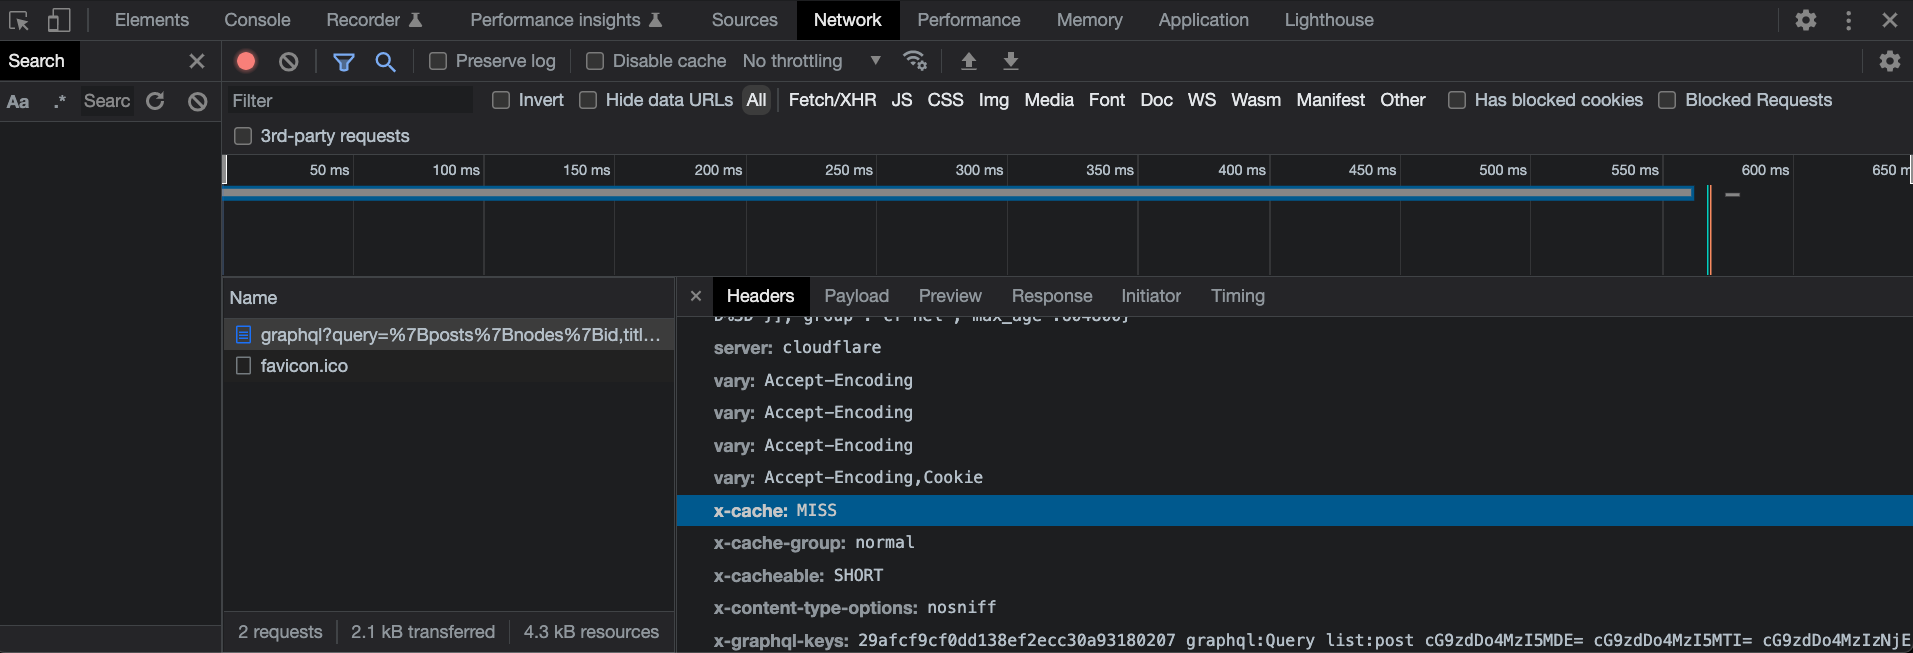 Elements Console Recorder Performance insights Sources Network Performance Memory Application Lighthouse
Search
Preserve log Disable cache No throttling
Aa .* Searc
Filter Invert Hide data URLs All Fetch/XHR JS CSS Img Media Font Doc WS Wasm Manifest Other Has blocked cookies Blocked Requests
3rd-party requests
50 ms 100 ms 150 ms 200 ms 250 ms 300 ms 350 ms 400 ms 450 ms 500 ms 550 ms 600 ms 650 m
Name
graphql?query=%7Bposts%7Bnodes%7Bid,titl...
favicon.ico
2 requests 2.1 kB transferred 4.3 kB resources
Headers Payload Preview Response Initiator Timing
server: cloudflare
vary: Accept-Encoding
vary: Accept-Encoding
vary: Accept-Encoding
vary: Accept-Encoding,Cookie
x-cache: MISS
x-cache-group: normal
x-cacheable: SHORT
x-content-type-options: nosniff
x-graphql-keys: 29afcf9cf0dd138ef2ecc30a93180207 graphql:Query list:post cG9zdDo4MzI5MDE= cG9zdDo4MzI5MTI= cG9zdDo4MzIzNjE